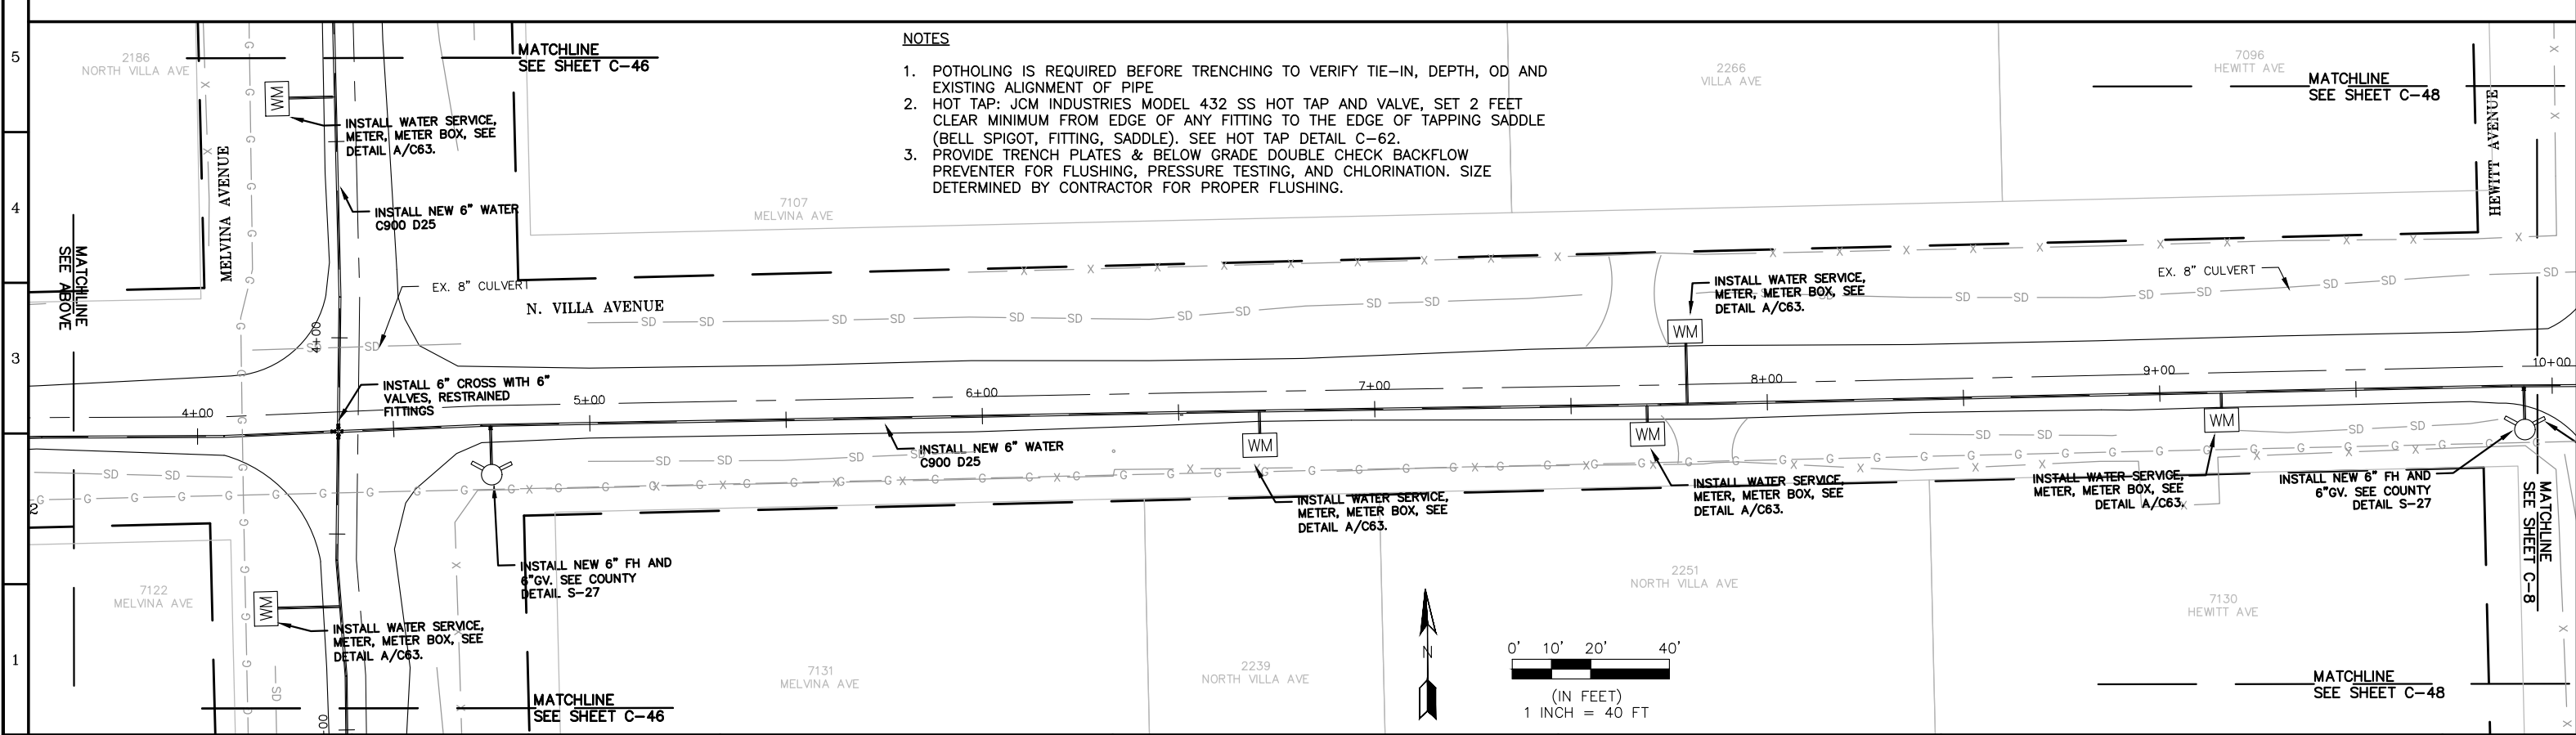 5
4
3
2
1
2186
NORTH VILLA AVE
MATCHLINE
SEE SHEET C-46
WM
INSTALL WATER SERVICE,
METER, METER BOX, SEE
DETAIL A/C63.
MELVINA AVENUE
INSTALL NEW 6" WATER
C900 D25
MATCHLINE
SEE ABOVE
EX. 8" CULVERT
N. VILLA AVENUE
4+00
INSTALL 6" CROSS WITH 6"
VALVES, RESTRAINED
FITTINGS
NOTES
1. POTHOLING IS REQUIRED BEFORE TRENCHING TO VERIFY TIE-IN, DEPTH, OD AND
EXISTING ALIGNMENT OF PIPE
2. HOT TAP: JCM INDUSTRIES MODEL 432 SS HOT TAP AND VALVE, SET 2 FEET
CLEAR MINIMUM FROM EDGE OF ANY FITTING TO THE EDGE OF TAPPING SADDLE
(BELL SPIGOT, FITTING, SADDLE). SEE HOT TAP DETAIL C-62.
3. PROVIDE TRENCH PLATES & BELOW GRADE DOUBLE CHECK BACKFLOW
PREVENTER FOR FLUSHING, PRESSURE TESTING, AND CHLORINATION. SIZE
DETERMINED BY CONTRACTOR FOR PROPER FLUSHING.
7107
MELVINA AVE
2266
VILLA AVE
7096
HEWITT AVENUE
MATCHLINE
SEE SHEET C-48
HEWITT AVENUE
EX. 8" CULVERT
INSTALL WATER SERVICE,
METER, METER BOX, SEE
DETAIL A/C63.
WM
4+00
5+00
6+00
7+00
8+00
9+00
10+00
INSTALL NEW 6" WATER
C900 D25
WM
INSTALL WATER SERVICE,
METER, METER BOX, SEE
DETAIL A/C63.
WM
INSTALL WATER SERVICE,
METER, METER BOX, SEE
DETAIL A/C63.
WM
INSTALL WATER SERVICE,
METER, METER BOX, SEE
DETAIL A/C63.
INSTALL NEW 6" FH AND
6"GV. SEE COUNTY
DETAIL S-27
MATCHLINE
SEE SHEET C-8
INSTALL NEW 6" FH AND
6"GV. SEE COUNTY
DETAIL S-27
7122
MELVINA AVE
WM
INSTALL WATER SERVICE,
METER, METER BOX, SEE
DETAIL A/C63.
MATCHLINE
SEE SHEET C-46
7131
MELVINA AVE
2239
NORTH VILLA AVE
2251
NORTH VILLA AVE
7130
HEWITT AVE
N
0' 10' 20' 40'
(IN FEET)
1 INCH = 40 FT
MATCHLINE
SEE SHEET C-48